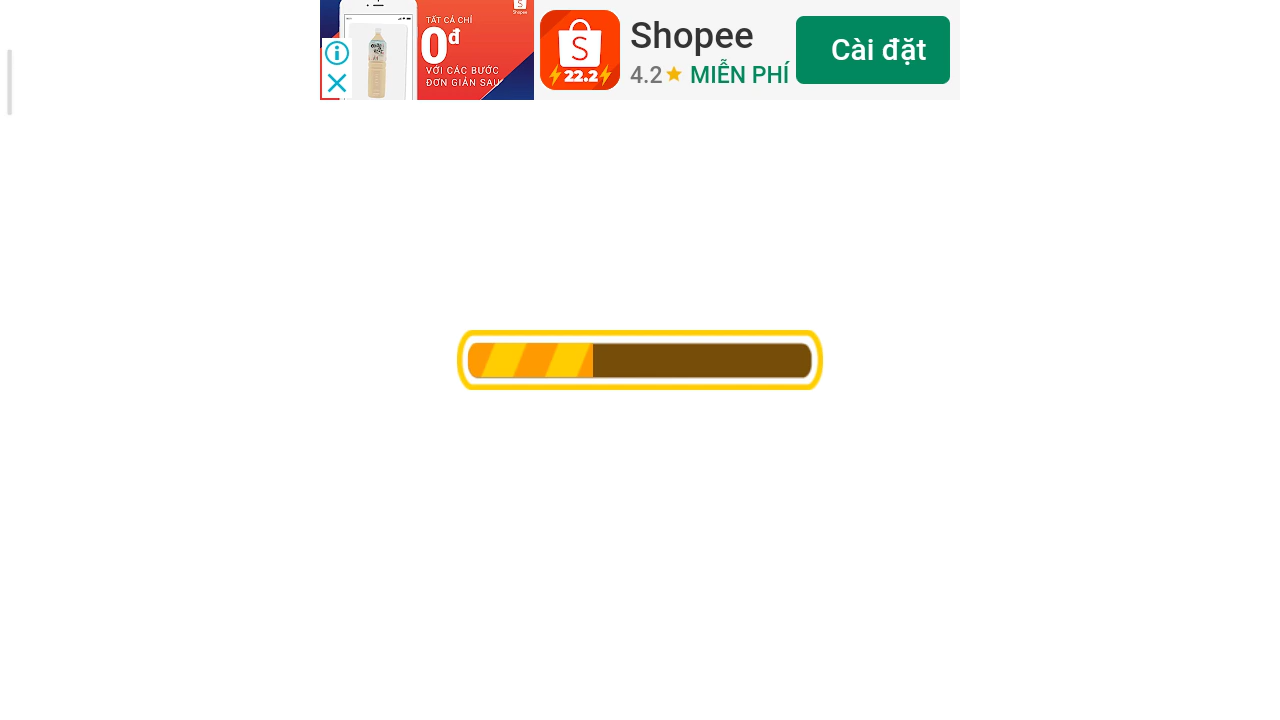 TẤT CẢ CHỈ
0đ
VỚI CÁC BƯỚC
ĐƠN GIẢN SAU
Shopee
22.2
Shopee
4.2 MIỄN PHÍ
Cài đặt